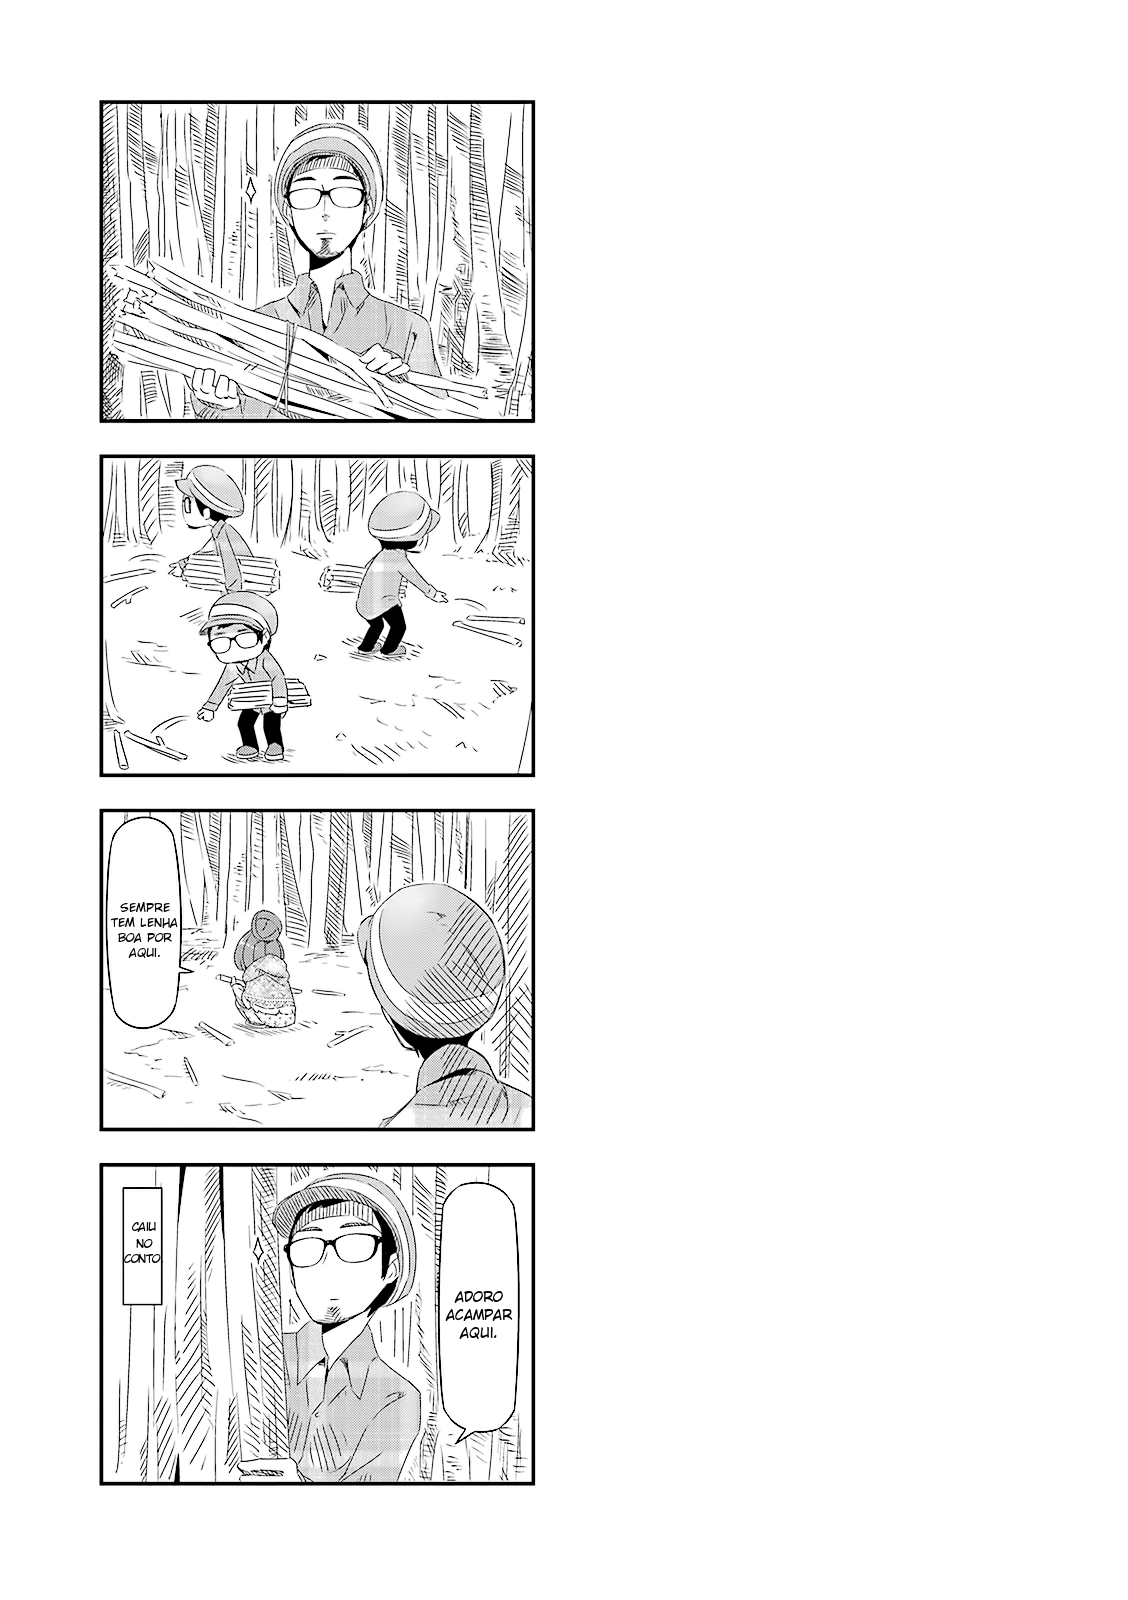 SEMPRE
TEM LENHA
BOA POR
AQUI.
ADORO
ACAMPAR
AQUI.
CAIU
NO
CONTO